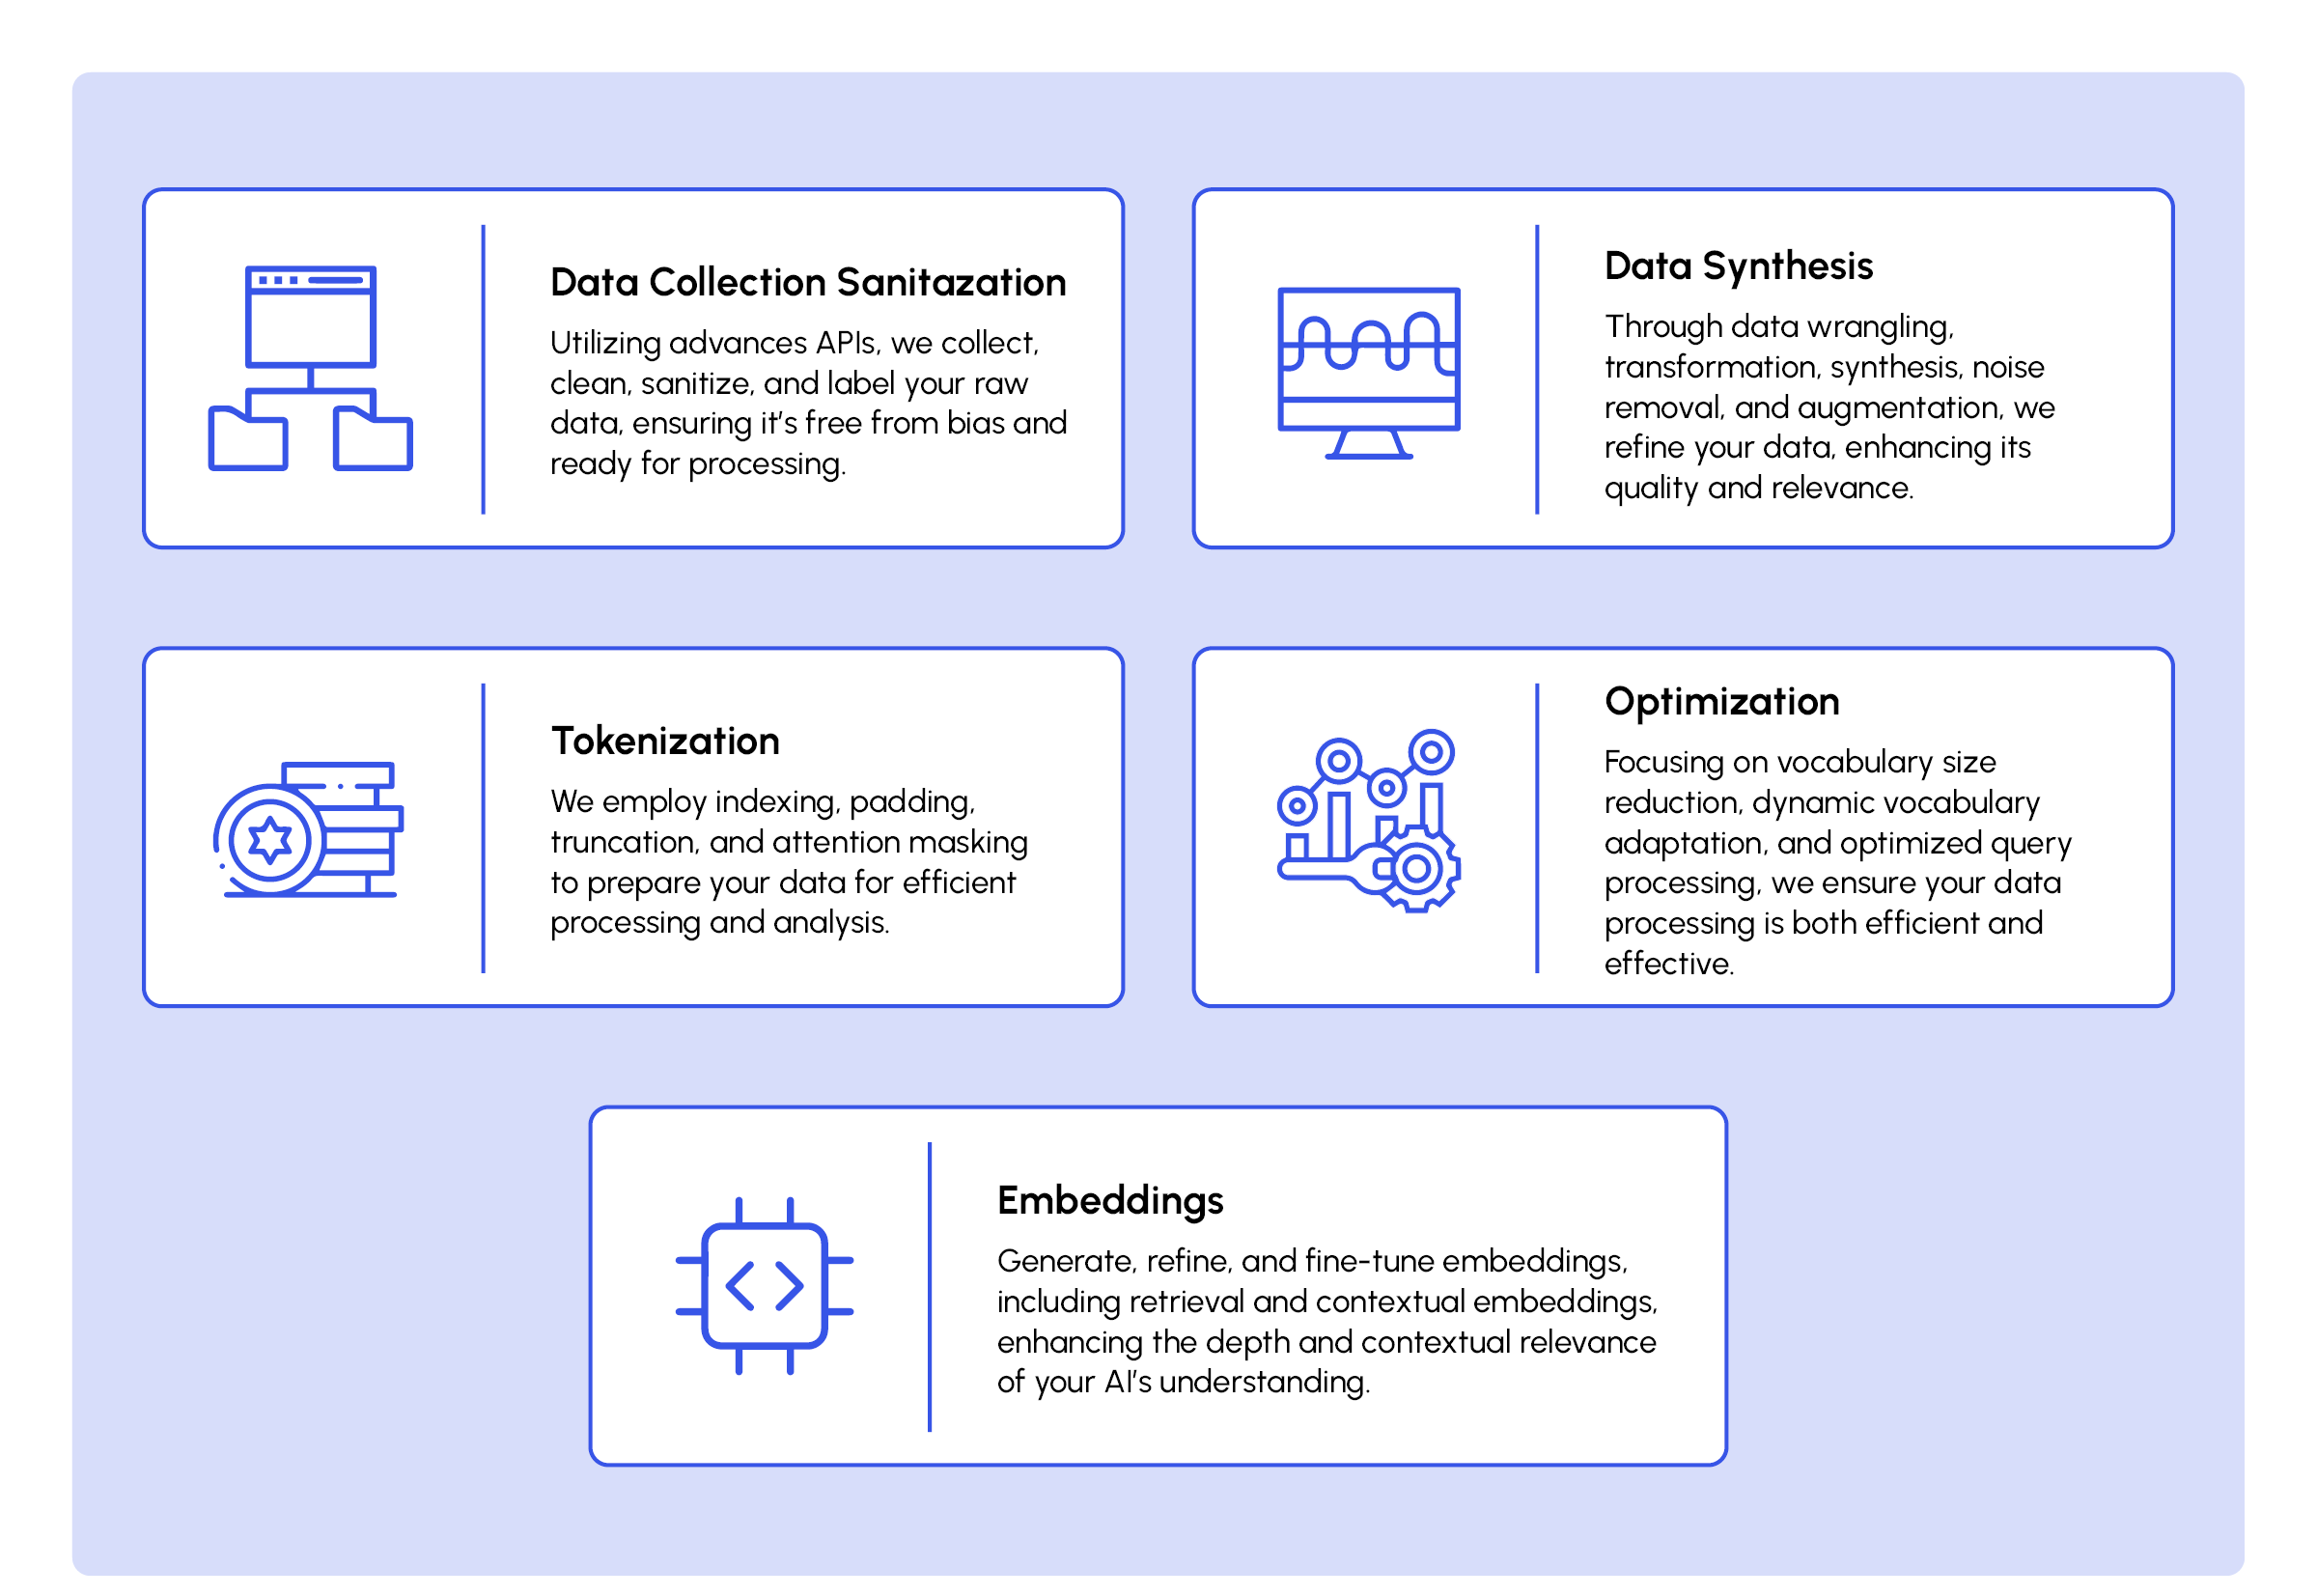 Data Collection Sanitazation
Utilizing advances APIs, we collect,
clean, sanitize, and label your raw
data, ensuring it's free from bias and
ready for processing.
Data Synthesis
Through data wrangling,
transformation, synthesis, noise
removal, and augmentation, we
refine your data, enhancing its
quality and relevance.
Tokenization
We employ indexing, padding,
truncation, and attention masking
to prepare your data for efficient
processing and analysis.
Optimization
Focusing on vocabulary size
reduction, dynamic vocabulary
adaptation, and optimized query
processing, we ensure your data
processing is both efficient and
effective.
Embeddings
Generate, refine, and fine-tune embeddings,
including retrieval and contextual embeddings,
enhancing the depth and contextual relevance
of your AI's understanding.